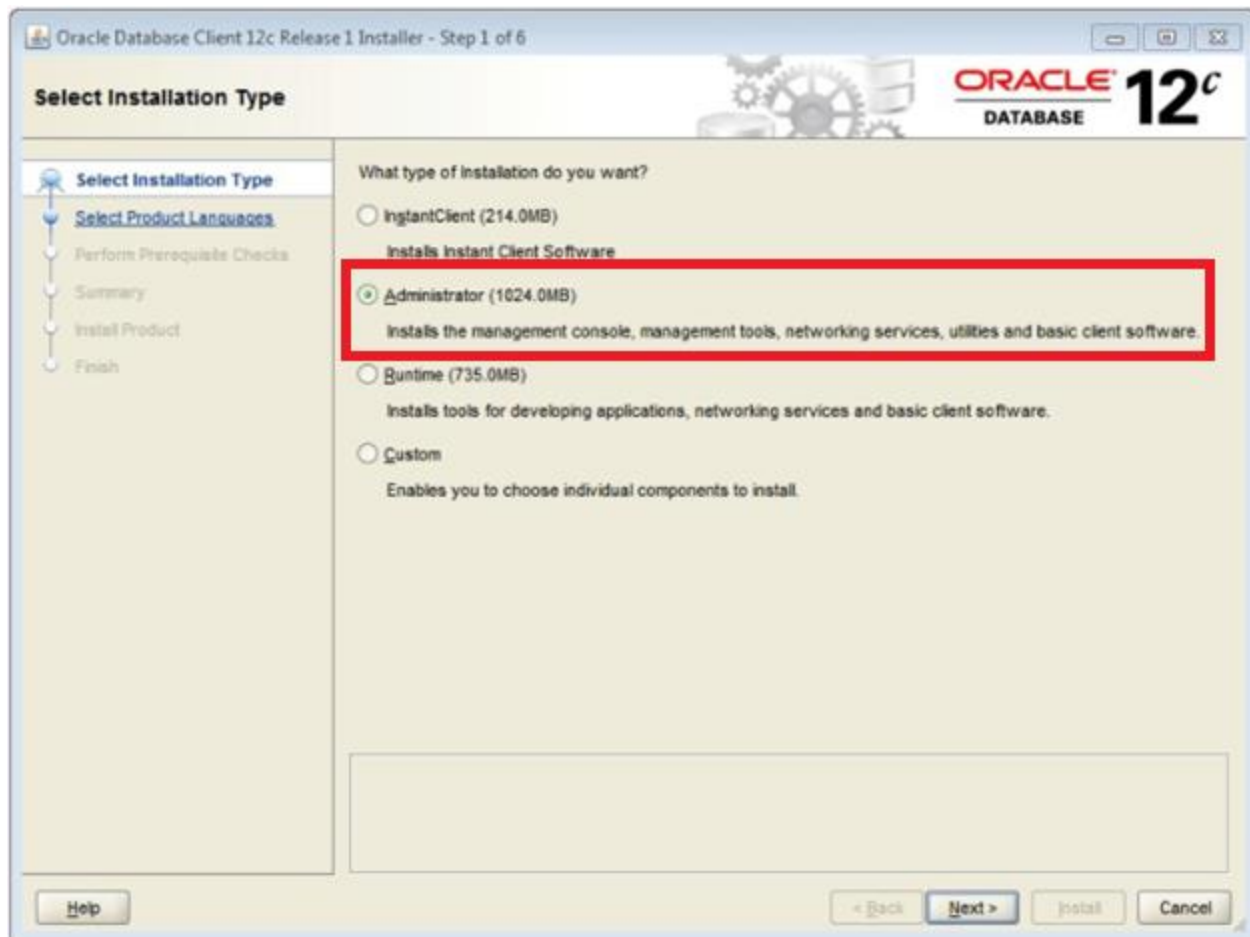 Oracle Database Client 12c Release 1 Installer - Step 1 of 6
Select Installation Type
ORACLE
DATABASE
12c
Select Installation Type
Select Product Languages
Perform Prerequisite Checks
Summary
Install Product
Finish
What type of Installation do you want?
InstantClient (214.0MB)
Installs Instant Client Software
Administrator (1024.0MB)
Installs the management console, management tools, networking services, utilities and basic client software.
Runtime (735.0MB)
Installs tools for developing applications, networking services and basic client software.
Custom
Enables you to choose individual components to install.
Help
< Back
Next >
Install
Cancel